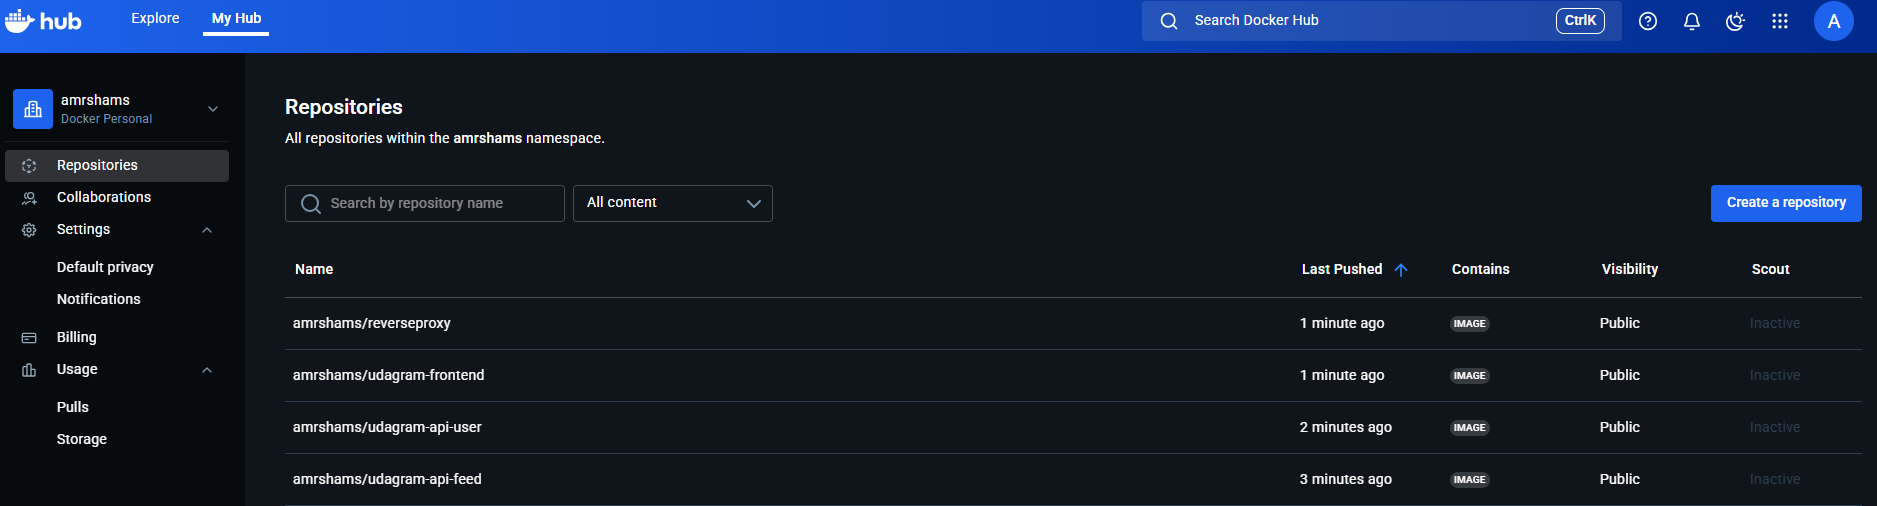 hub Explore My Hub Search Docker Hub CtrlK A
amrshams
Docker Personal
Repositories
Collaborations
Settings
Default privacy
Notifications
Billing
Usage
Pulls
Storage
Repositories
All repositories within the amrshams namespace.
Search by repository name All content Create a repository
Name Last Pushed Contains Visibility Scout
amrshams/reverseproxy 1 minute ago IMAGE Public Inactive
amrshams/udagram-frontend 1 minute ago IMAGE Public Inactive
amrshams/udagram-api-user 2 minutes ago IMAGE Public Inactive
amrshams/udagram-api-feed 3 minutes ago IMAGE Public Inactive